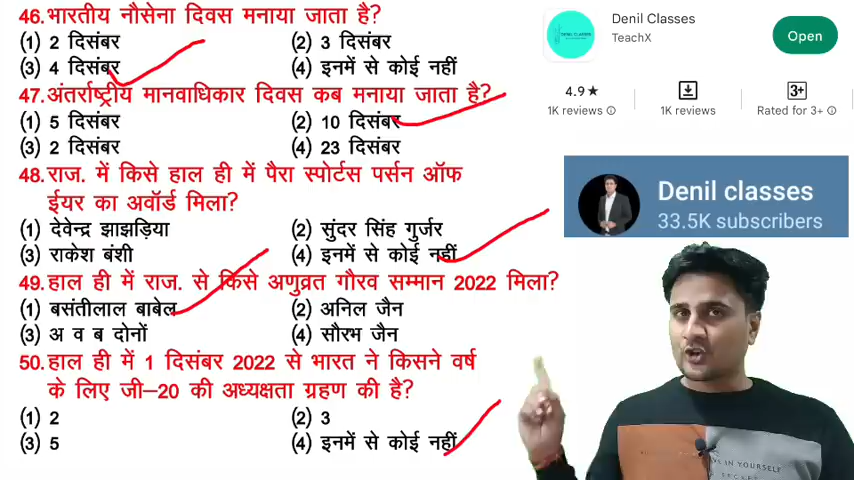 46. भारतीय नौसेना दिवस मनाया जाता है?
(1) 2 दिसंबर (2) 3 दिसंबर
(3) 4 दिसंबर (4) इनमें से कोई नहीं
47. अंतर्राष्ट्रीय मानवाधिकार दिवस कब मनाया जाता है?
(1) 5 दिसंबर (2) 10 दिसंबर
(3) 2 दिसंबर (4) 23 दिसंबर
48. राज. में किसे हाल ही में पैरा स्पोर्टस पर्सन ऑफ
ईयर का अवॉर्ड मिला?
(1) देवेन्द्र झाझड़िया (2) सुंदर सिंह गुर्जर
(3) राकेश बंशी (4) इनमें से कोई नहीं
49. हाल ही में राज. से किसे अणुव्रत गौरव सम्मान 2022 मिला?
(1) बसंतीलाल बाबेल (2) अनिल जैन
(3) अ व ब दोनों (4) सौरभ जैन
50. हाल ही में 1 दिसंबर 2022 से भारत ने किसने वर्ष
के लिए जी–20 की अध्यक्षता ग्रहण की है?
(1) 2 (2) 3
(3) 5 (4) इनमें से कोई नहीं
Denil Classes
TeachX
Open
4.9★ 3+
1K reviews 1K reviews Rated for 3+
Denil classes
33.5K subscribers
IN YOURSELF